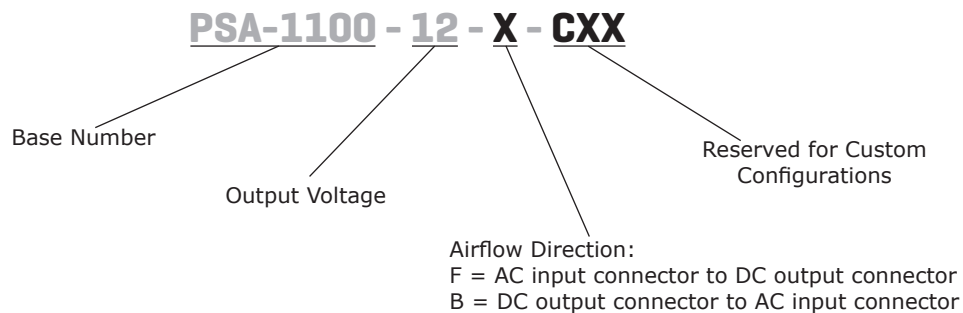 PSA-1100 - 12 - X - CXX
Base Number
Output Voltage
Reserved for Custom
Configurations
Airflow Direction:
F = AC input connector to DC output connector
B = DC output connector to AC input connector